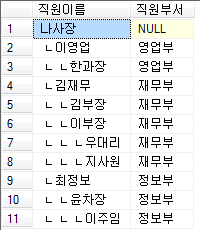 직원이름 직원부서
1 나사장 NULL
2 ㄴ이영업 영업부
3 ㄴ ㄴ한과장 영업부
4 ㄴ김재무 재무부
5 ㄴ ㄴ김부장 재무부
6 ㄴ ㄴ이부장 재무부
7 ㄴ ㄴ ㄴ우대리 재무부
8 ㄴ ㄴ ㄴ지사원 재무부
9 ㄴ최정보 정보부
10 ㄴ ㄴ윤차장 정보부
11 ㄴ ㄴ ㄴ이주임 정보부